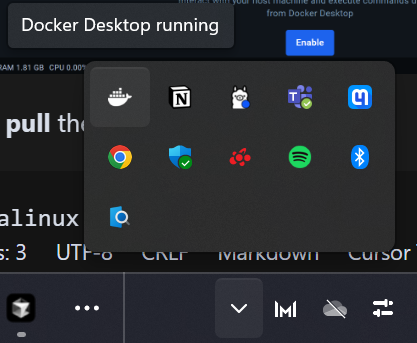 interact with your host machine and execute commands d
from Docker Desktop
Docker Desktop running
Enable
RAM 1.81 GB CPU 0.00%
pull the
alinux
s: 3 UTF-8 CRLF Markdown Cursor